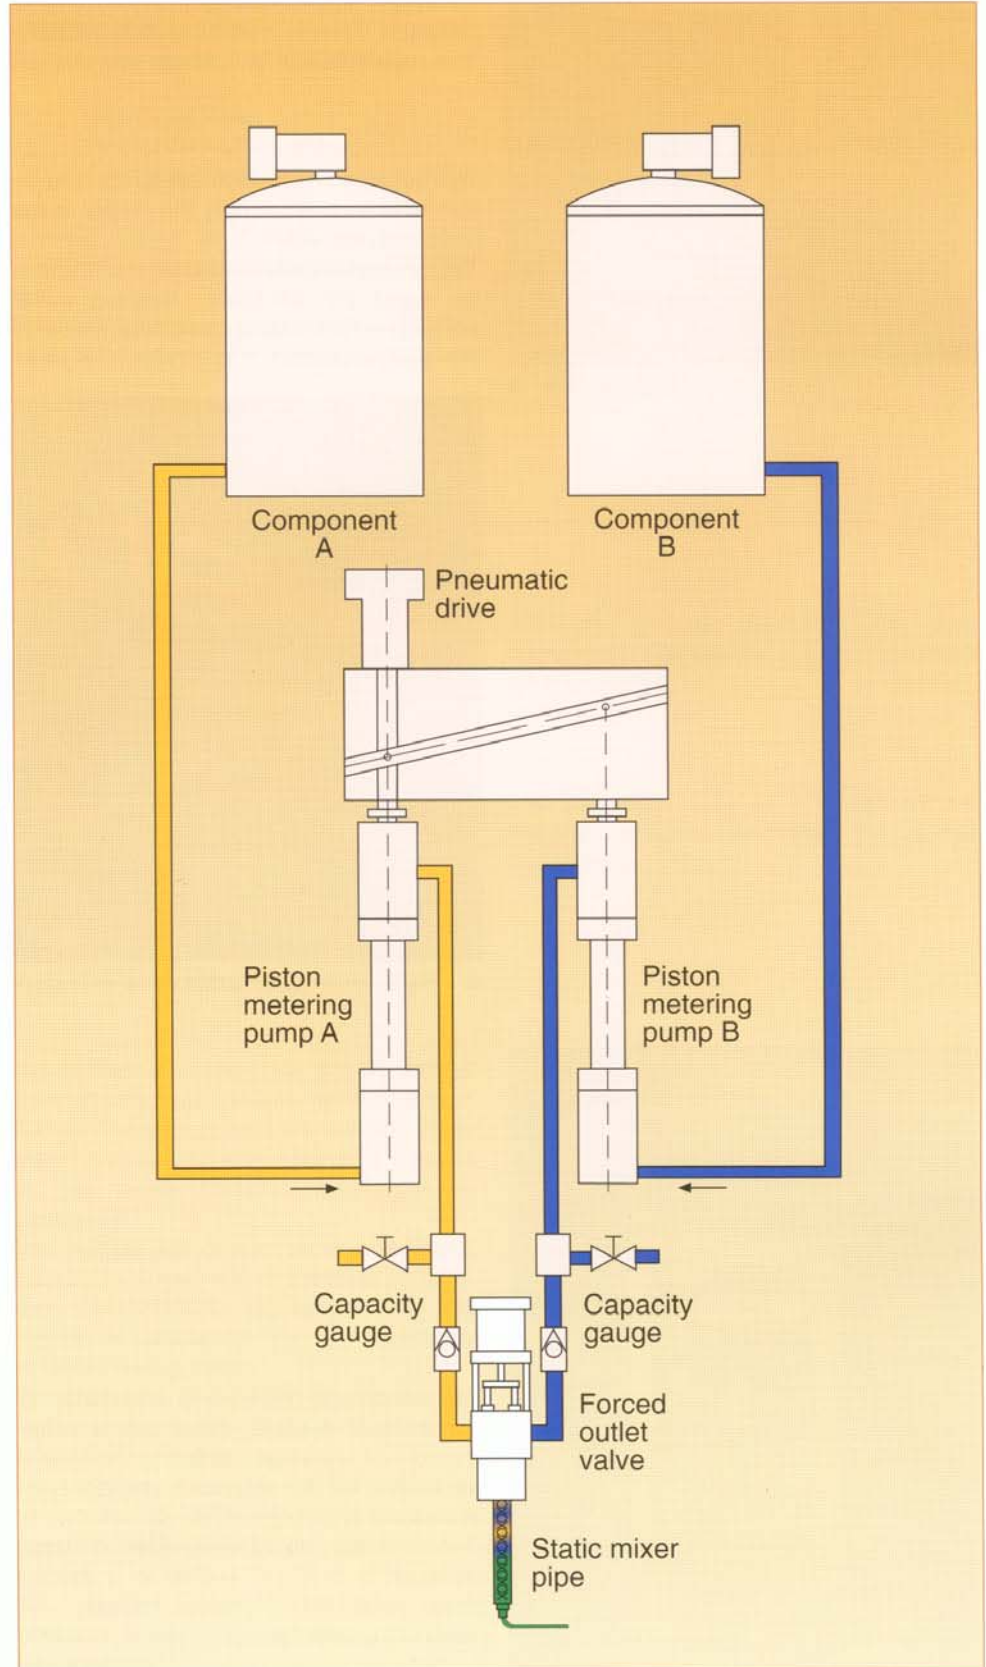 Component
A
Component
B
Pneumatic
drive
Piston
metering
pump A
Piston
metering
pump B
Capacity
gauge
Capacity
gauge
Forced
outlet
valve
Static mixer
pipe